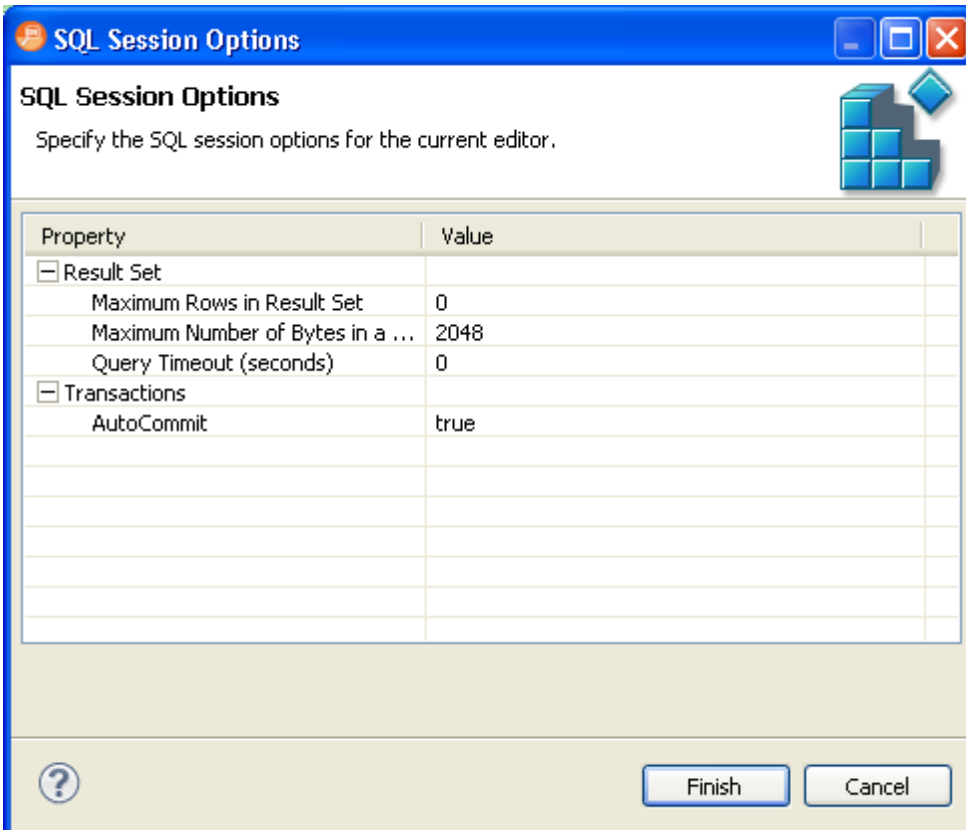 SQL Session Options
SQL Session Options
Specify the SQL session options for the current editor.
Property Value
Result Set
Maximum Rows in Result Set 0
Maximum Number of Bytes in a ... 2048
Query Timeout (seconds) 0
Transactions
AutoCommit true
Finish Cancel